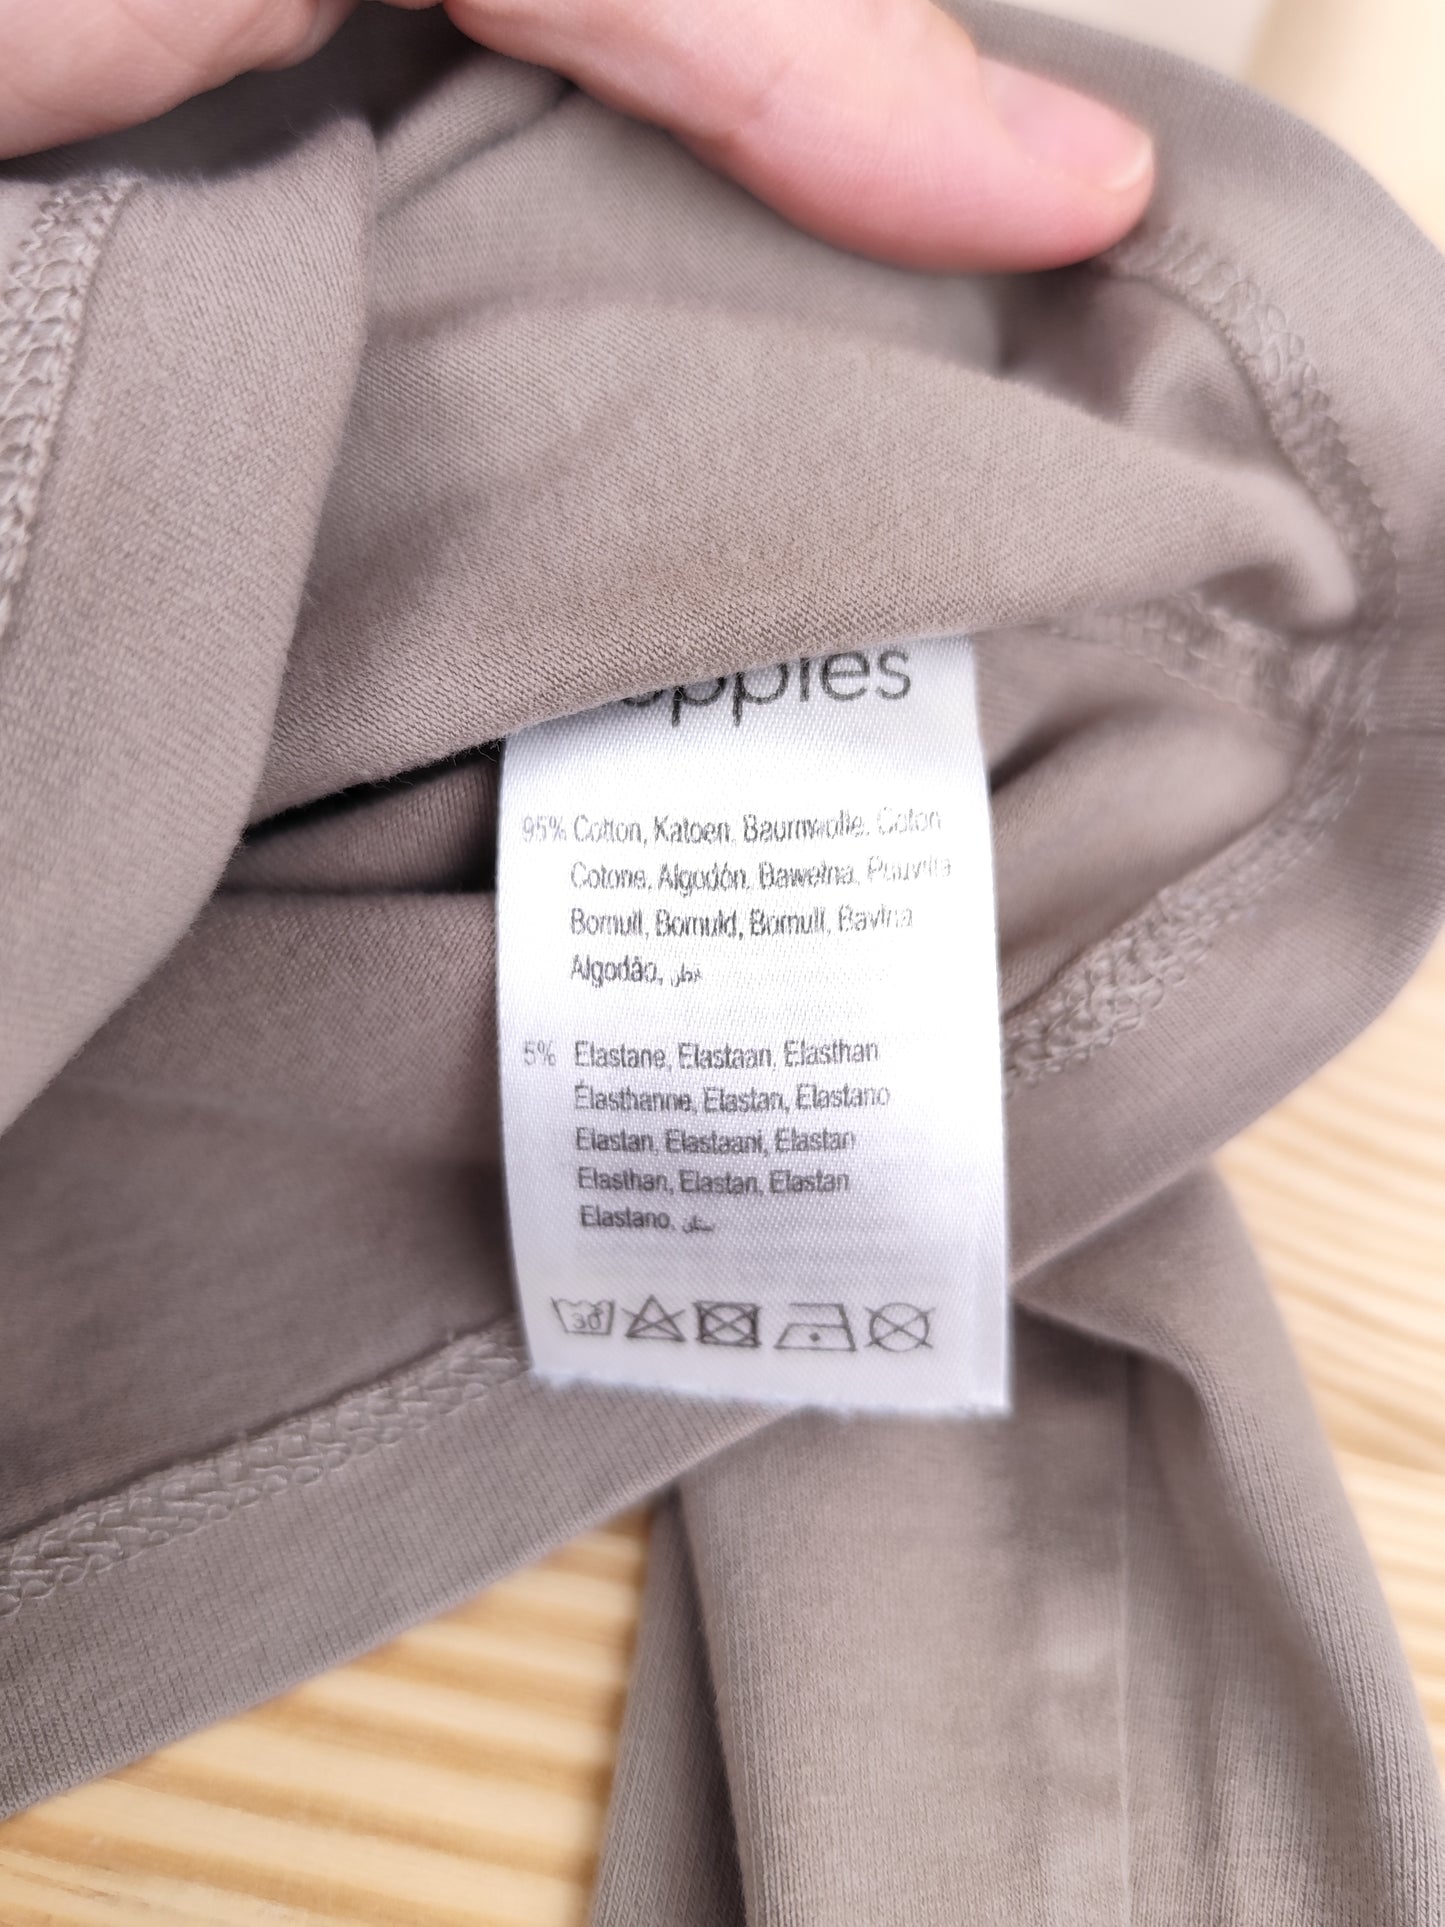 95% Cotton, Katoen, Baumwolle, Coton
Cotone, Algodón, Bawełna, Puuvilla
Bomull, Bomuld, Bomull, Bavlna
Algodão, قطن
5% Elastane, Elastaan, Elasthan
Élasthanne, Elastan, Elastano
Elastan, Elastaani, Elastan
Elasthan, Elastan, Elastan
Elastano,
30